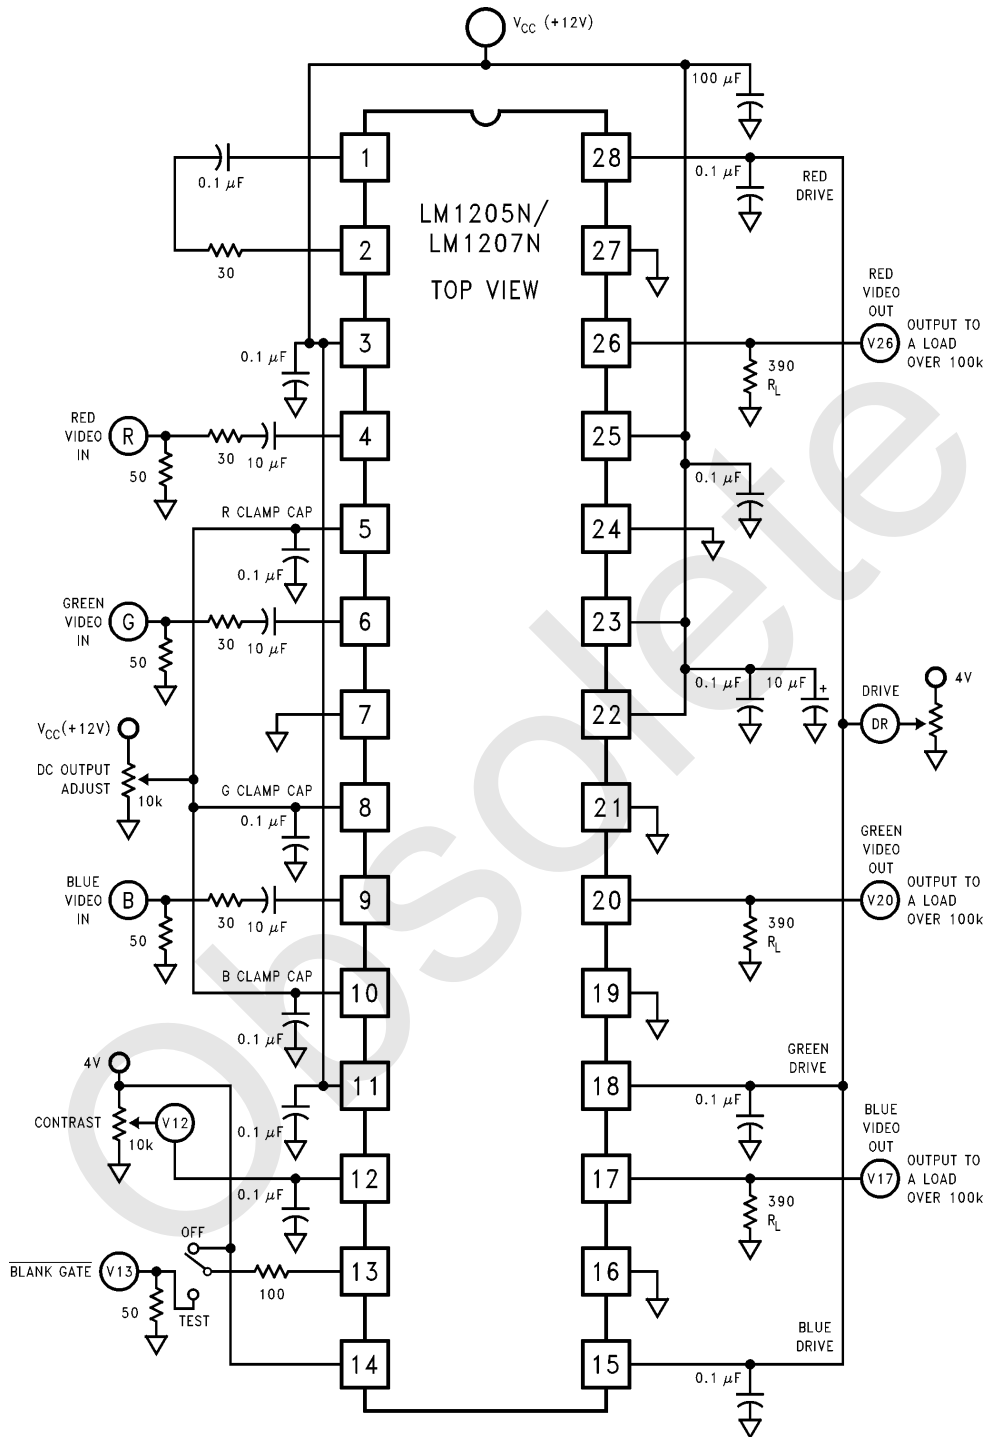 V_CC (+12V)
100 µF
1
28
0.1 µF
0.1 µF
RED
DRIVE
LM1205N/
LM1207N
TOP VIEW
2
27
30
RED
VIDEO
OUT
3
26
V26
OUTPUT TO
A LOAD
OVER 100k
0.1 µF
390
R_L
RED
VIDEO
IN
R
50
30
10 µF
4
25
0.1 µF
R CLAMP CAP
5
24
0.1 µF
GREEN
VIDEO
IN
G
50
30
10 µF
6
23
0.1 µF
10 µF
+
7
22
DRIVE
DR
4V
V_CC (+12V)
DC OUTPUT
ADJUST
10k
G CLAMP CAP
8
21
0.1 µF
BLUE
VIDEO
IN
B
50
30
10 µF
9
20
GREEN
VIDEO
OUT
V20
OUTPUT TO
A LOAD
OVER 100k
390
R_L
B CLAMP CAP
10
19
0.1 µF
4V
CONTRAST
10k
V12
11
18
0.1 µF
GREEN
DRIVE
0.1 µF
12
17
0.1 µF
BLUE
VIDEO
OUT
V17
OUTPUT TO
A LOAD
OVER 100k
390
R_L
OFF
BLANK GATE
V13
50
TEST
100
13
16
14
15
BLUE
DRIVE
0.1 µF
Obsolete